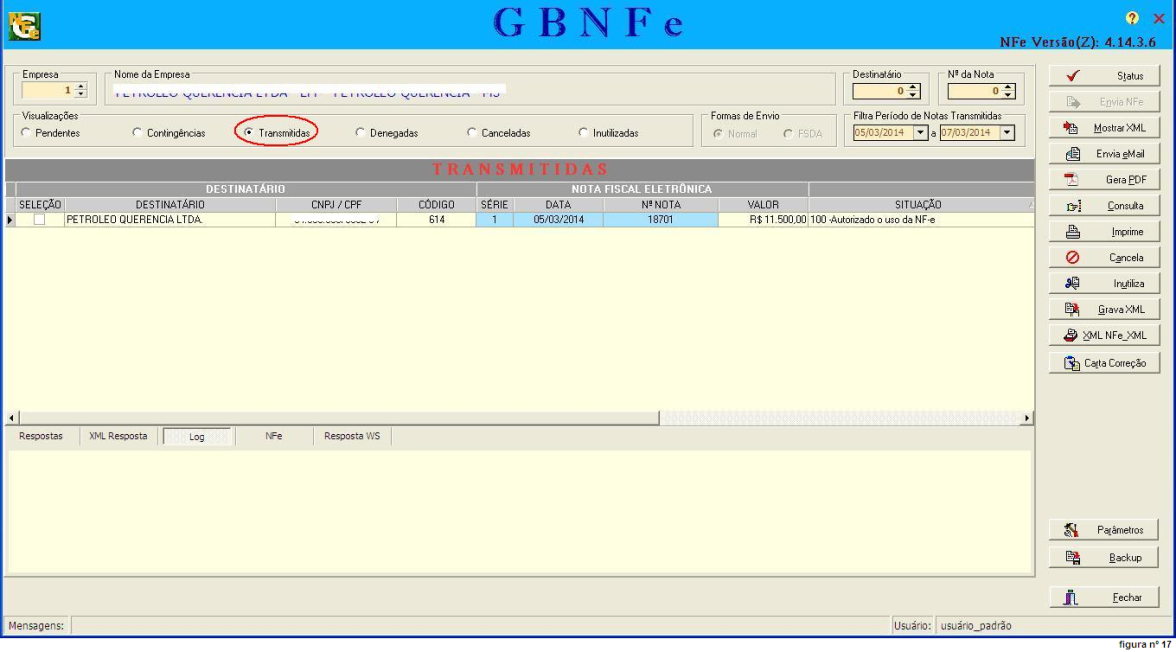 G B N F e
NFe Versão(Z): 4.14.3.6
Empresa
1
Nome da Empresa
Destinatário
0
Nº da Nota
0
Visualizações
Pendentes Contingências Transmitidas Denegadas Canceladas Inutilizadas
Formas de Envio
Normal FSDA
Filtra Período de Notas Transmitidas
05/03/2014 a 07/03/2014
TRANSMITIDAS
DESTINATÁRIO NOTA FISCAL ELETRÔNICA
SELEÇÃO DESTINATÁRIO CNPJ / CPF CÓDIGO SÉRIE DATA Nº NOTA VALOR SITUAÇÃO
PETROLEO QUERENCIA LTDA. 614 1 05/03/2014 18701 R$ 11.500,00 100 -Autorizado o uso da NF-e
Respostas XML Resposta Log NFe Resposta WS
Status
Envia NFe
Mostrar XML
Envia eMail
Gera PDF
Consulta
Imprime
Cancela
Inutiliza
Grava XML
XML NFe_XML
Carta Correção
Parâmetros
Backup
Fechar
Mensagens: Usuário: usuário_padrão
figura nº 17